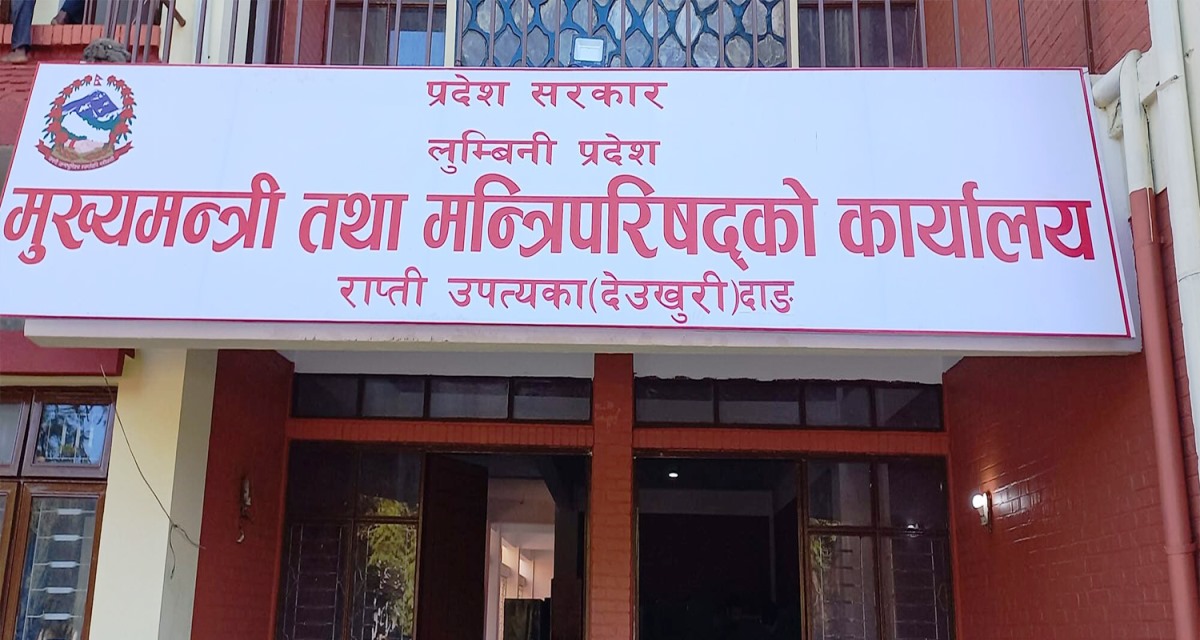 प्रदेश सरकार
लुम्बिनी प्रदेश
मुख्यमन्त्री तथा मन्त्रिपरिषद्को कार्यालय
राप्ती उपत्यका(देउखुरी)दाङ